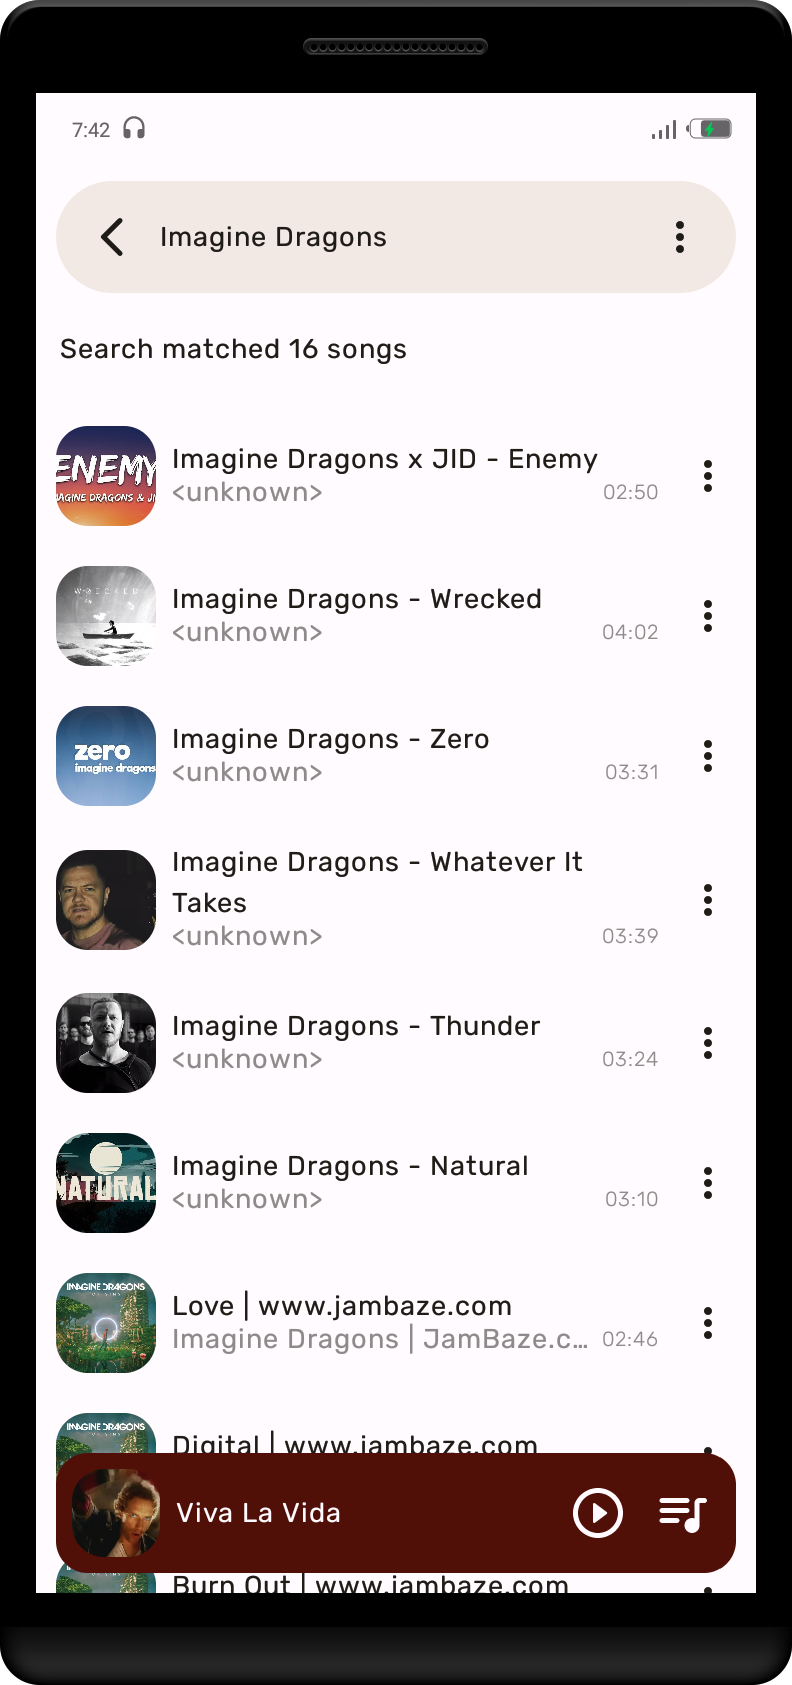 7:42
Imagine Dragons
Search matched 16 songs
ENEMY
AGINE DRAGONS & JI
Imagine Dragons x JID - Enemy
<unknown>
02:50
WRECKED
Imagine Dragons - Wrecked
<unknown>
04:02
zero
imagine dragons
Imagine Dragons - Zero
<unknown>
03:31
Imagine Dragons - Whatever It
Takes
<unknown>
03:39
Imagine Dragons - Thunder
<unknown>
03:24
NATURAL
Imagine Dragons - Natural
<unknown>
03:10
IMAGINE DRAGONS
Love | www.jambaze.com
Imagine Dragons | JamBaze.c...
02:46
IMAGINE DRAGONS
Digital | www.jambaze.com
Viva La Vida
Burn Out | www.jambaze.com